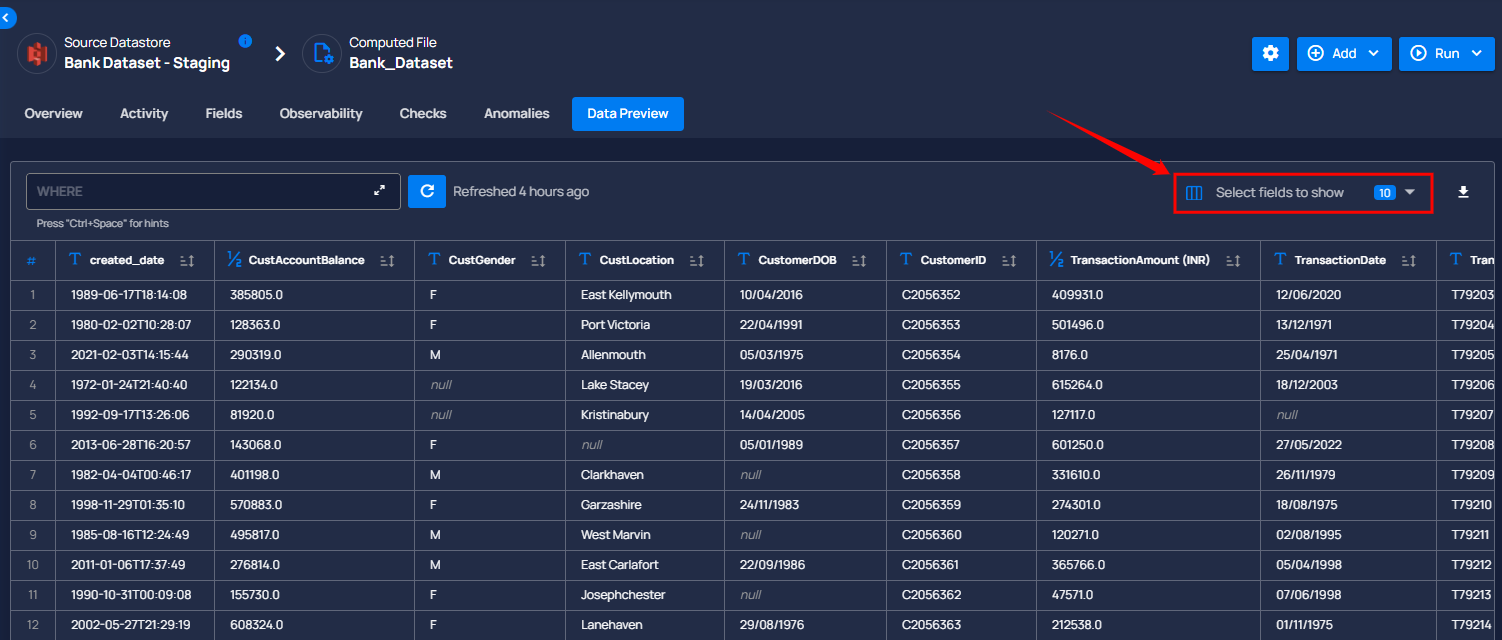 Source Datastore
Bank Dataset - Staging
Computed File
Bank_Dataset
Add
Run
Overview Activity Fields Observability Checks Anomalies Data Preview
WHERE
Refreshed 4 hours ago
Select fields to show 10
Press "Ctrl+Space" for hints
# created_date CustAccountBalance CustGender CustLocation CustomerDOB CustomerID TransactionAmount (INR) TransactionDate Tran
1 1989-06-17T18:14:08 385805.0 F East Kellymouth 10/04/2016 C2056352 409931.0 12/06/2020 T79203
2 1980-02-02T10:28:07 128363.0 F Port Victoria 22/04/1991 C2056353 501496.0 13/12/1971 T79204
3 2021-02-03T14:15:44 290319.0 M Allenmouth 05/03/1975 C2056354 8176.0 25/04/1971 T79205
4 1972-01-24T21:40:40 122134.0 null Lake Stacey 19/03/2016 C2056355 615264.0 18/12/2003 T79206
5 1992-09-17T13:26:06 81920.0 null Kristinabury 14/04/2005 C2056356 127117.0 null T79207
6 2013-06-28T16:20:57 143068.0 F null 05/01/1989 C2056357 601250.0 27/05/2022 T79208
7 1982-04-04T00:46:17 401198.0 M Clarkhaven null C2056358 331610.0 26/11/1979 T79209
8 1998-11-29T01:35:10 570883.0 F Garzashire 24/11/1983 C2056359 274301.0 18/08/1975 T79210
9 1985-08-16T12:24:49 495817.0 M West Marvin null C2056360 120271.0 02/08/1995 T79211
10 2011-01-06T17:37:49 276814.0 M East Carlafort 22/09/1986 C2056361 365766.0 05/04/1998 T79212
11 1990-10-31T00:09:08 155730.0 F Josephchester null C2056362 47571.0 07/06/1998 T79213
12 2002-05-27T21:29:19 608324.0 F Lanehaven 29/08/1976 C2056363 212538.0 01/11/1975 T79214